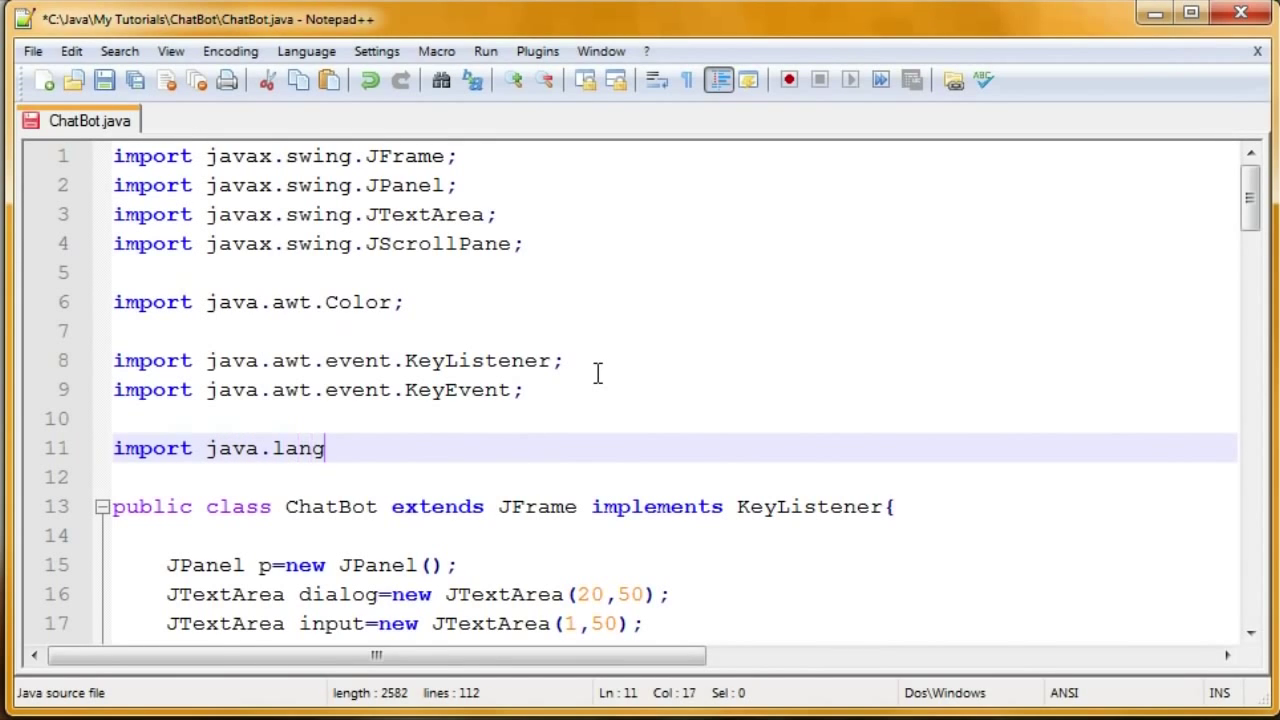 *C:\Java\My Tutorials\ChatBot\ChatBot.java - Notepad++
File Edit Search View Encoding Language Settings Macro Run Plugins Window ? X
ABC
ChatBot.java
1 import javax.swing.JFrame;
2 import javax.swing.JPanel;
3 import javax.swing.JTextArea;
4 import javax.swing.JScrollPane;
5
6 import java.awt.Color;
7
8 import java.awt.event.KeyListener;
9 import java.awt.event.KeyEvent;
10
11 import java.lang
12
13 public class ChatBot extends JFrame implements KeyListener{
14
15 JPanel p=new JPanel();
16 JTextArea dialog=new JTextArea(20,50);
17 JTextArea input=new JTextArea(1,50);
Java source file length : 2582 lines : 112 Ln : 11 Col : 17 Sel : 0 Dos\Windows ANSI INS